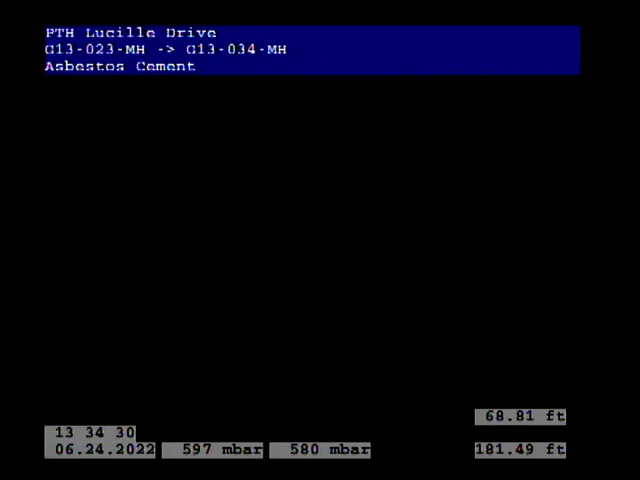 PTH Lucille Drive
G13-023-MH -> G13-034-MH
Asbestos Cement
68.81 ft
13 34 30
06.24.2022 597 mbar 580 mbar 181.49 ft